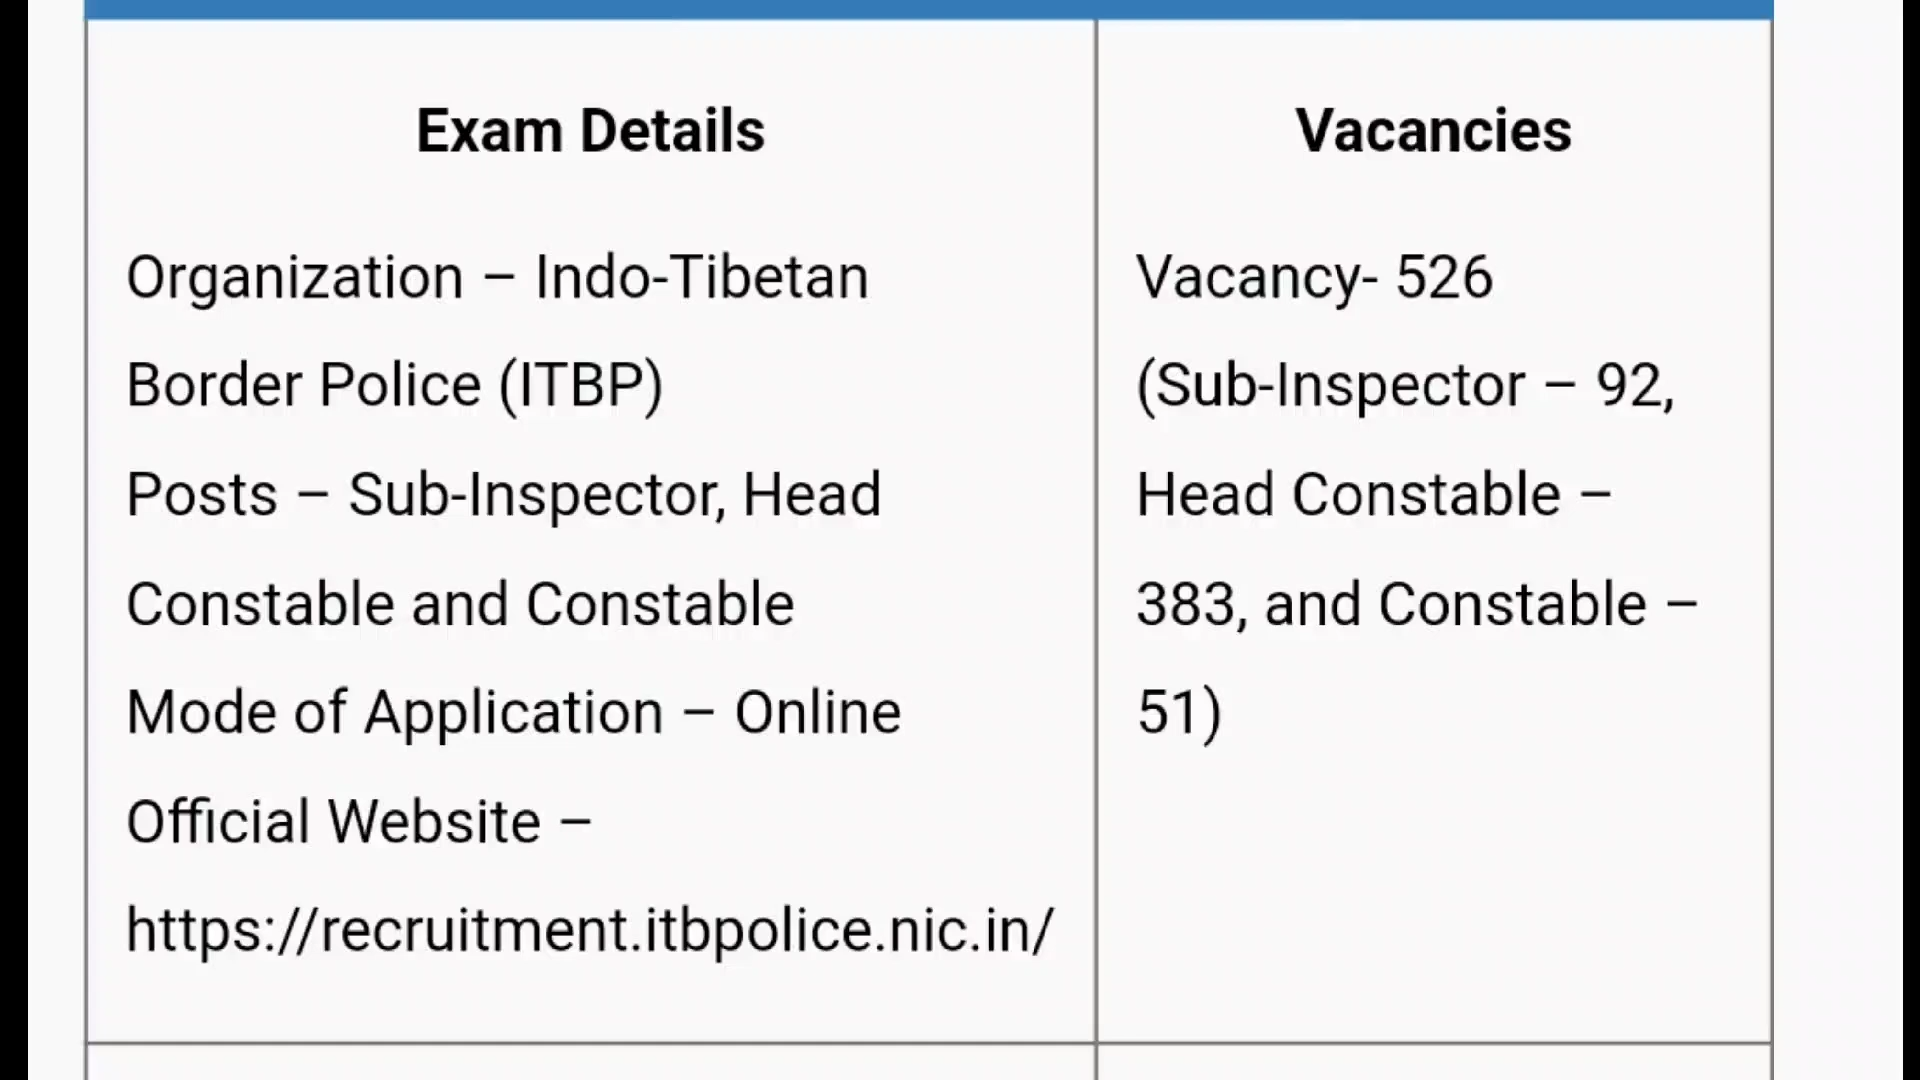 Exam Details
Organization – Indo-Tibetan
Border Police (ITBP)
Posts – Sub-Inspector, Head
Constable and Constable
Mode of Application – Online
Official Website –
https://recruitment.itbpolice.nic.in/
Vacancies
Vacancy- 526
(Sub-Inspector – 92,
Head Constable –
383, and Constable –
51)